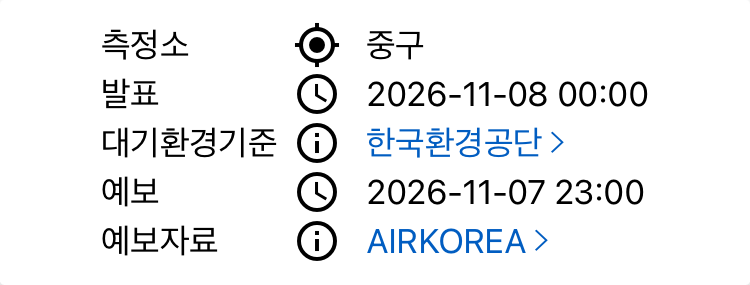 측정소 중구
발표 2026-11-08 00:00
대기환경기준 한국환경공단 >
예보 2026-11-07 23:00
예보자료 AIRKOREA >